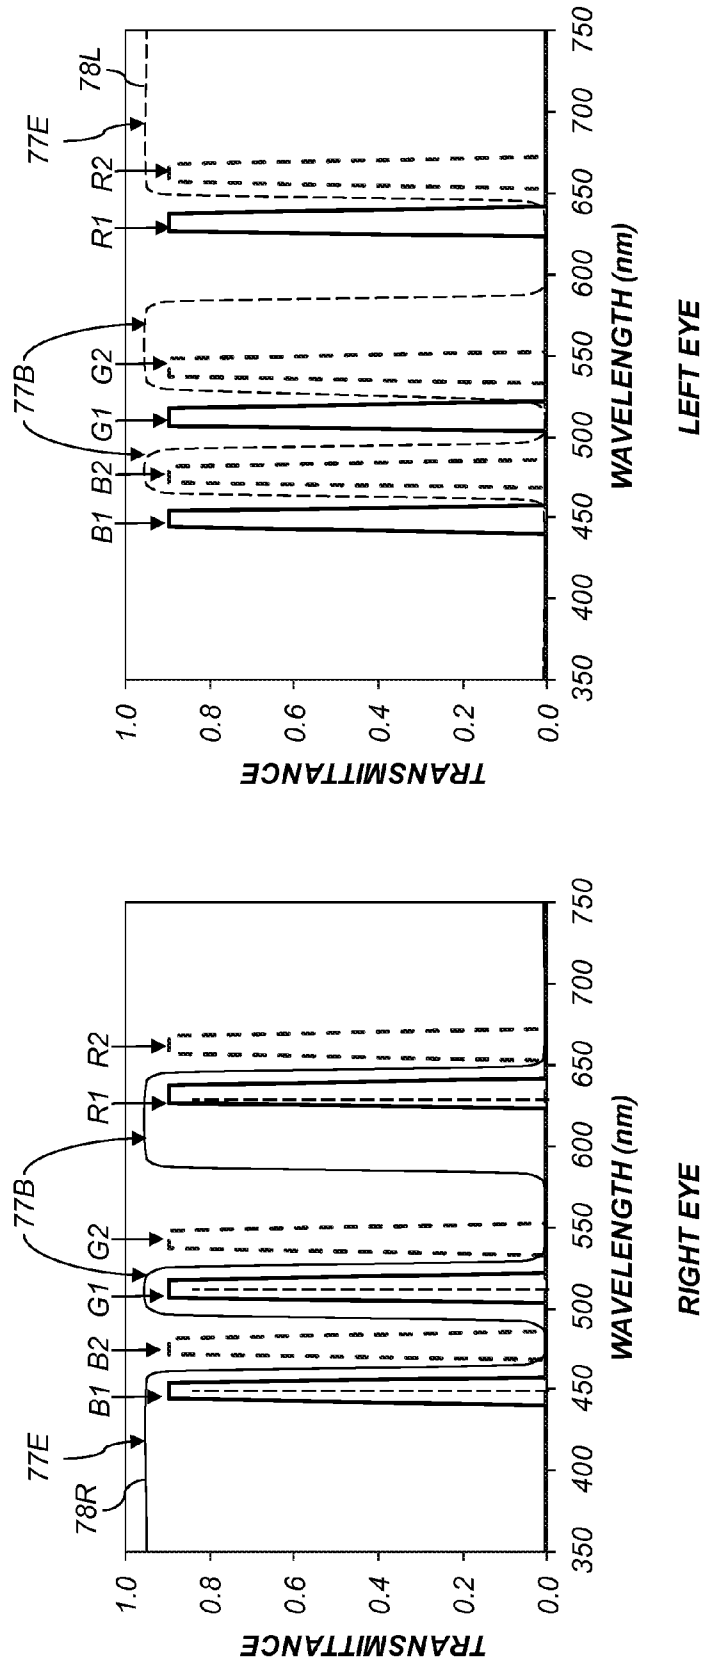 77E
78R
77B
B1
B2
G1
G2
R1
R2
TRANSMITTANCE
1.0
0.8
0.6
0.4
0.2
0.0
350
400
450
500
550
600
650
700
750
WAVELENGTH (nm)
RIGHT EYE
77B
77E
78L
B1
B2
G1
G2
R1
R2
TRANSMITTANCE
1.0
0.8
0.6
0.4
0.2
0.0
350
400
450
500
550
600
650
700
750
WAVELENGTH (nm)
LEFT EYE